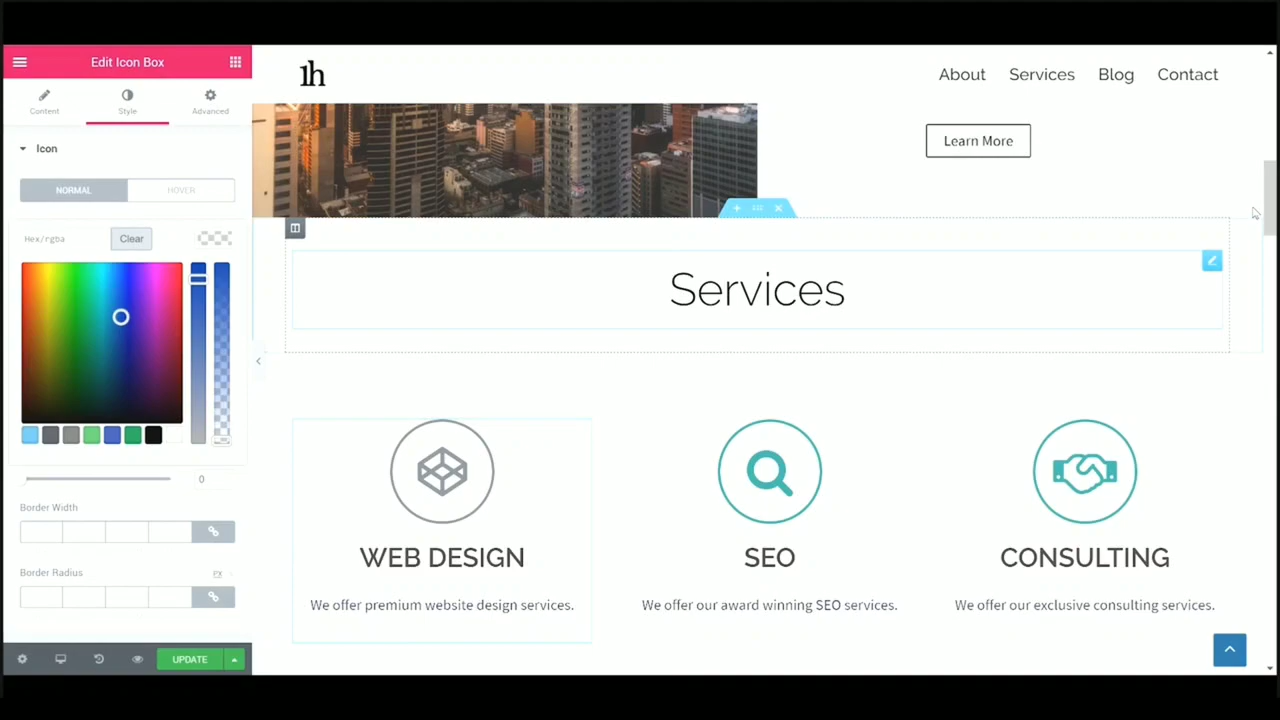 Edit Icon Box
Content
Style
Advanced
Icon
NORMAL
HOVER
Hex/rgba
Clear
0
Border Width
Border Radius
PX
UPDATE
1h
About
Services
Blog
Contact
Learn More
Services
WEB DESIGN
We offer premium website design services.
SEO
We offer our award winning SEO services.
CONSULTING
We offer our exclusive consulting services.